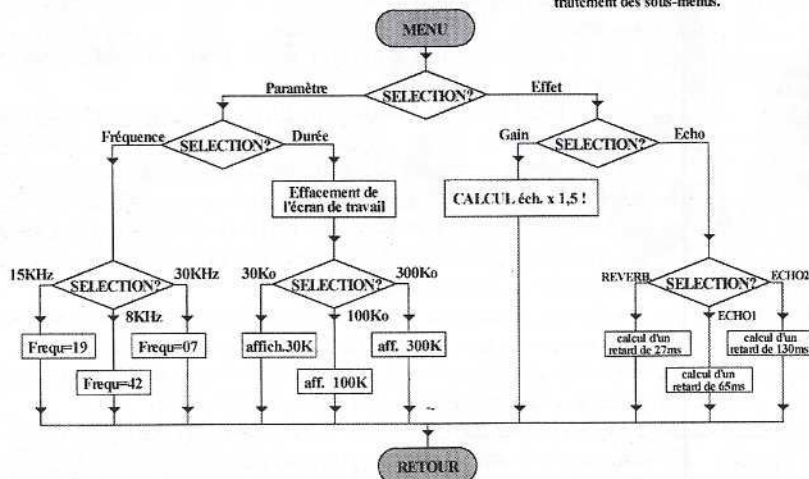 traitement des sous-menus.
MENU
Paramètre
SELECTION?
Effet
Fréquence
SELECTION?
Durée
Gain
SELECTION?
Echo
Effacement de
l'écran de travail
CALCUL éch. x 1,5 !
15KHz
SELECTION?
30KHz
8KHz
30Ko
SELECTION?
300Ko
100Ko
REVERB
SELECTION?
ECHO2
ECHO1
Frequ=19
Frequ=07
Frequ=42
affich.30K
aff. 300K
aff. 100K
calcul d'un
retard de 27ms
calcul d'un
retard de 130ms
calcul d'un
retard de 65ms
RETOUR